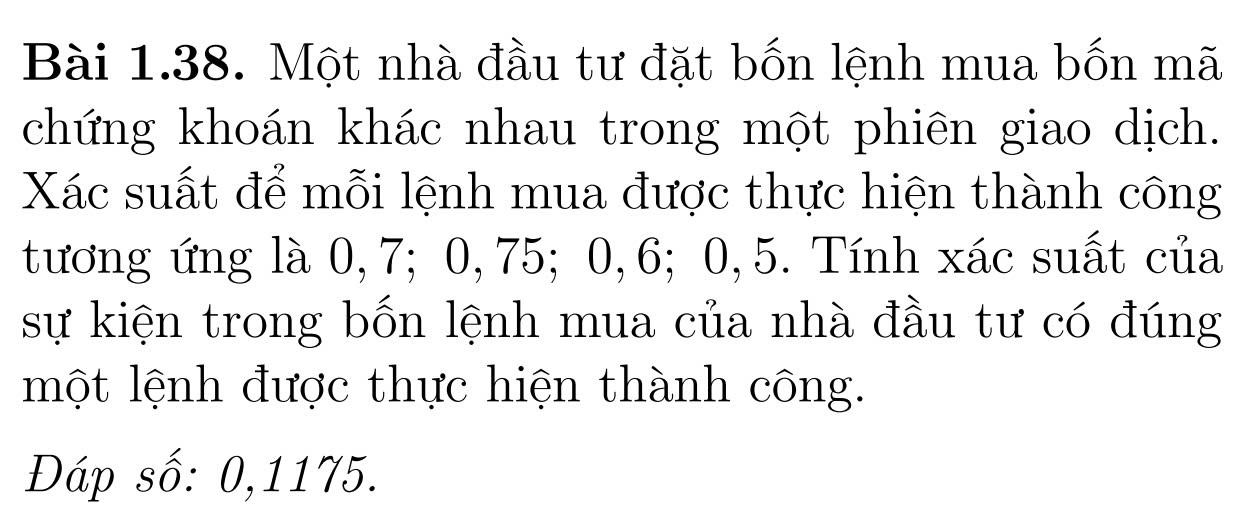 Bài 1.38. Một nhà đầu tư đặt bốn lệnh mua bốn mã
chứng khoán khác nhau trong một phiên giao dịch.
Xác suất để mỗi lệnh mua được thực hiện thành công
tương ứng là 0, 7; 0, 75; 0, 6; 0, 5. Tính xác suất của
sự kiện trong bốn lệnh mua của nhà đầu tư có đúng
một lệnh được thực hiện thành công.
Đáp số: 0,1175.